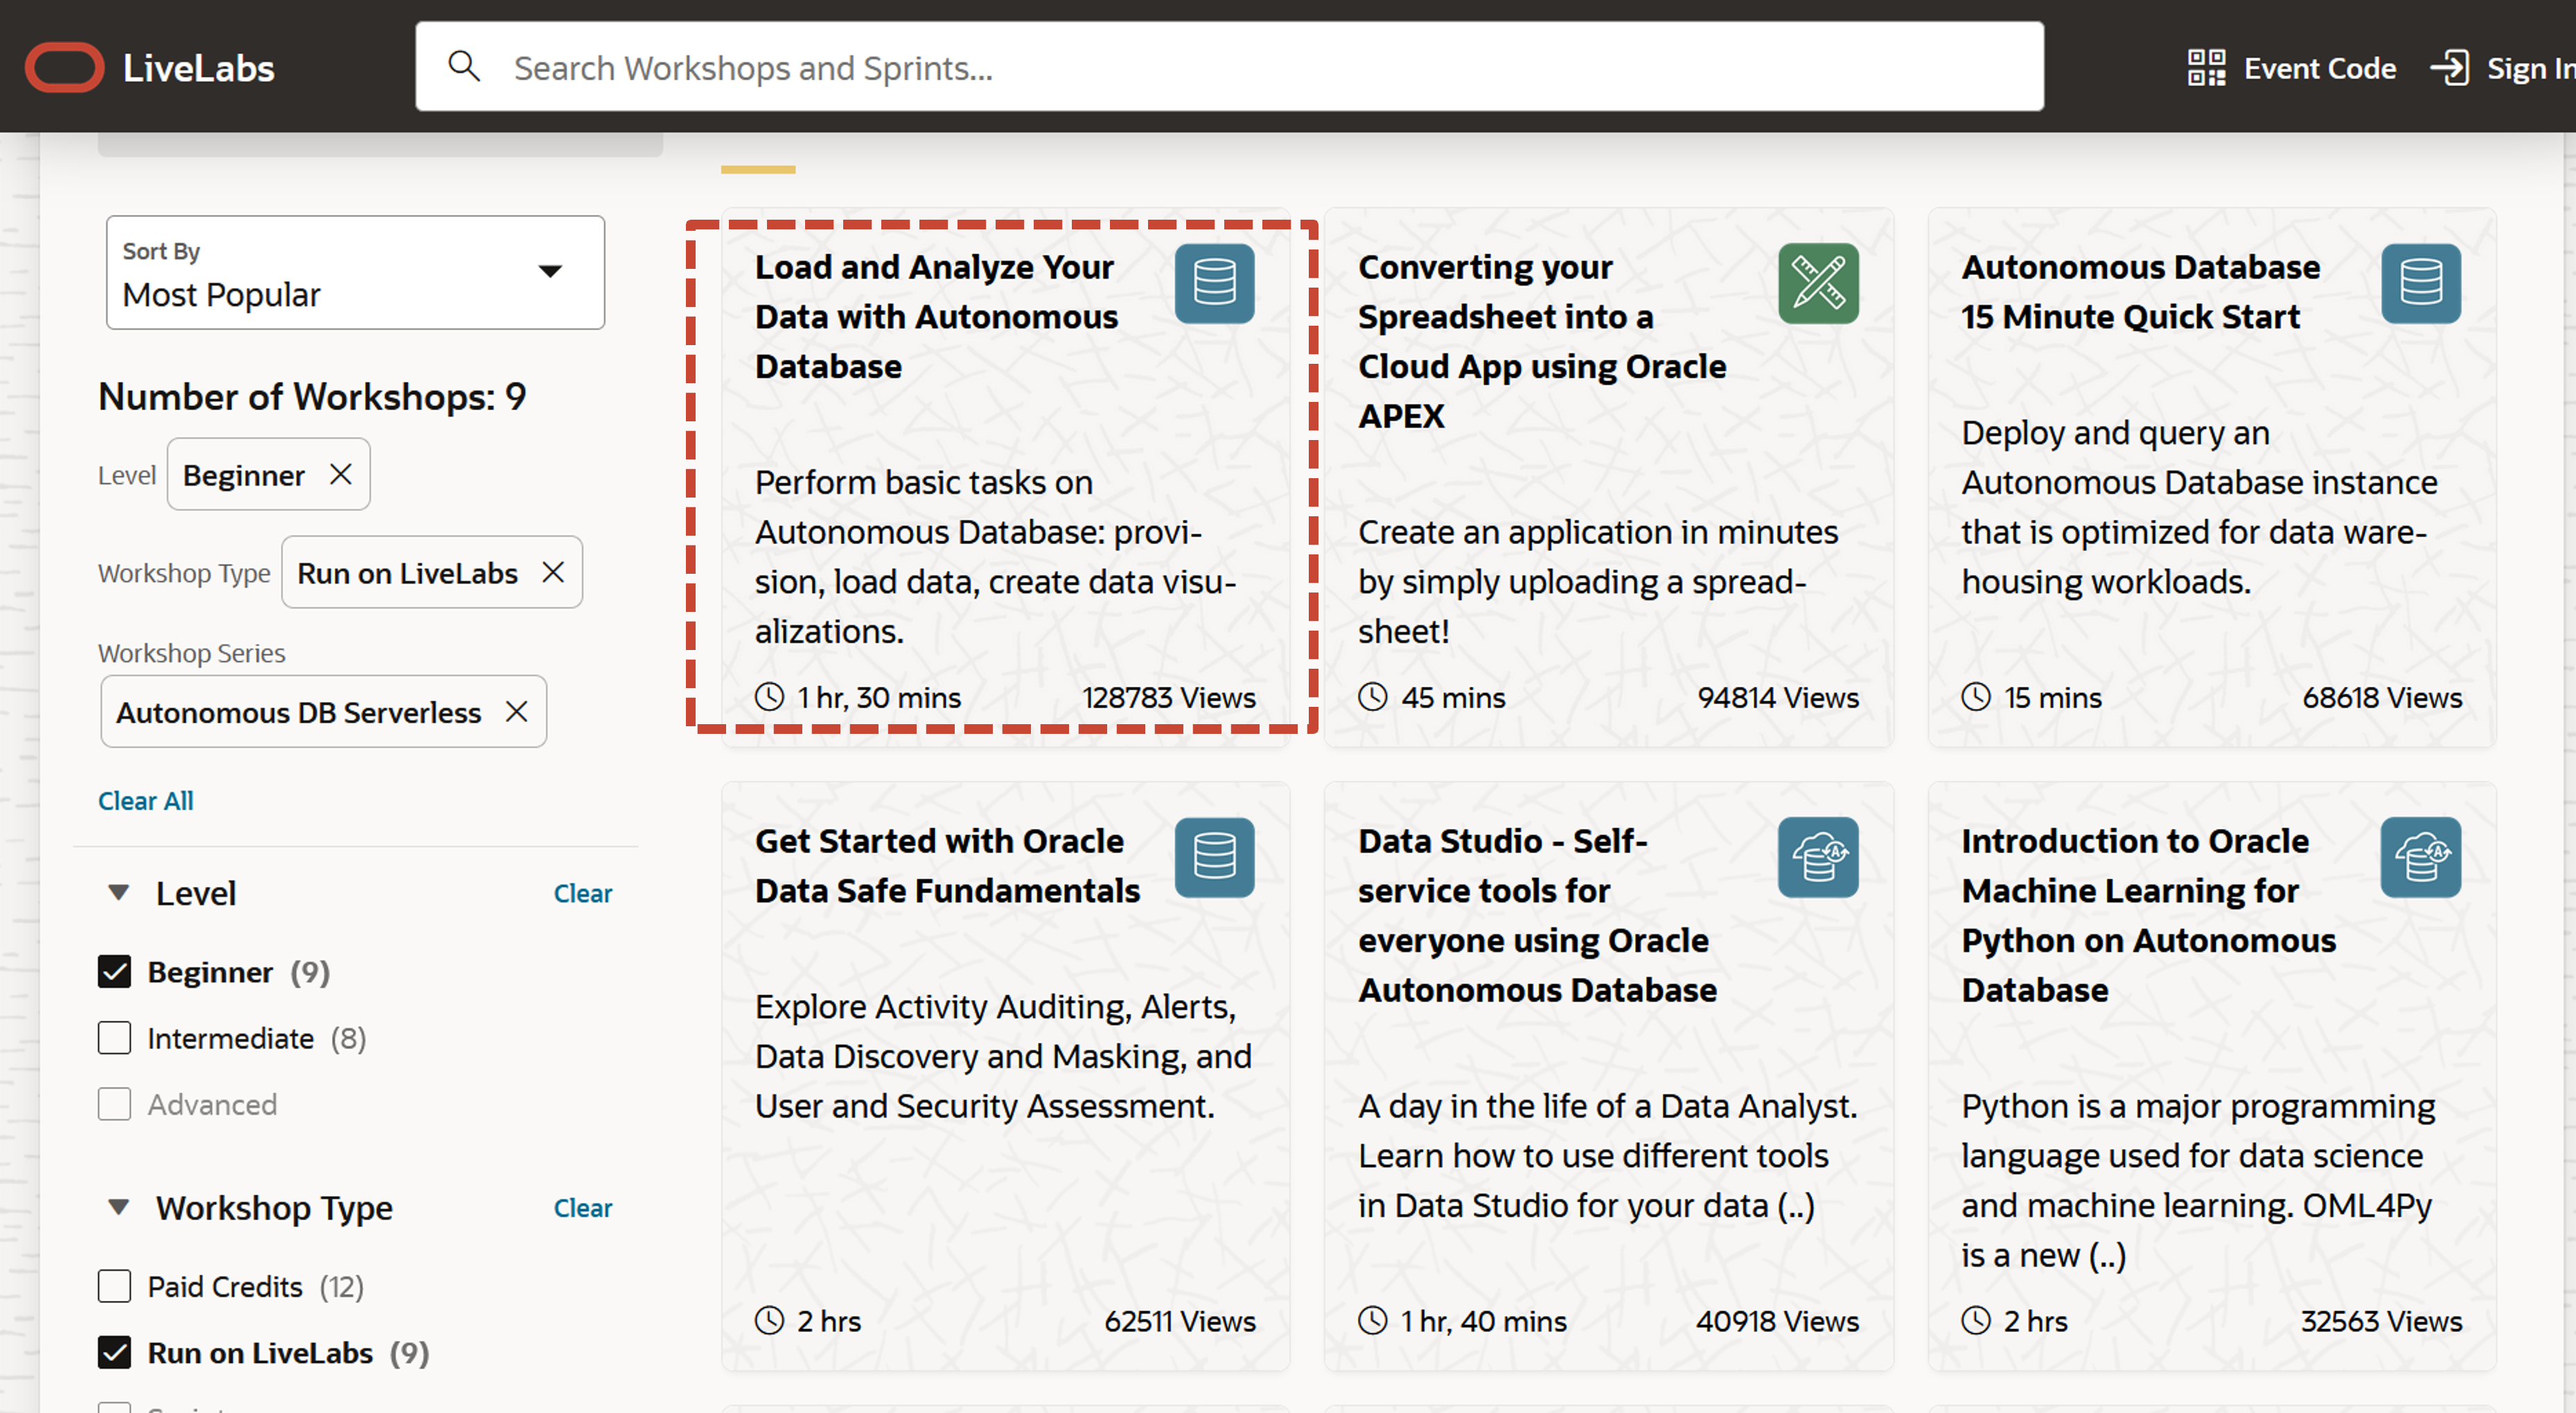 LiveLabs
Search Workshops and Sprints...
Event Code
Sign In
Sort By
Most Popular
Number of Workshops: 9
Level Beginner
Workshop Type Run on LiveLabs
Workshop Series
Autonomous DB Serverless
Clear All
Level Clear
Beginner (9)
Intermediate (8)
Advanced
Workshop Type Clear
Paid Credits (12)
Run on LiveLabs (9)
Load and Analyze Your
Data with Autonomous
Database
Perform basic tasks on
Autonomous Database: provi-
sion, load data, create data visu-
alizations.
1 hr, 30 mins 128783 Views
Converting your
Spreadsheet into a
Cloud App using Oracle
APEX
Create an application in minutes
by simply uploading a spread-
sheet!
45 mins 94814 Views
Autonomous Database
15 Minute Quick Start
Deploy and query an
Autonomous Database instance
that is optimized for data ware-
housing workloads.
15 mins 68618 Views
Get Started with Oracle
Data Safe Fundamentals
Explore Activity Auditing, Alerts,
Data Discovery and Masking, and
User and Security Assessment.
2 hrs 62511 Views
Data Studio - Self-
service tools for
everyone using Oracle
Autonomous Database
A day in the life of a Data Analyst.
Learn how to use different tools
in Data Studio for your data (..)
1 hr, 40 mins 40918 Views
Introduction to Oracle
Machine Learning for
Python on Autonomous
Database
Python is a major programming
language used for data science
and machine learning. OML4Py
is a new (..)
2 hrs 32563 Views